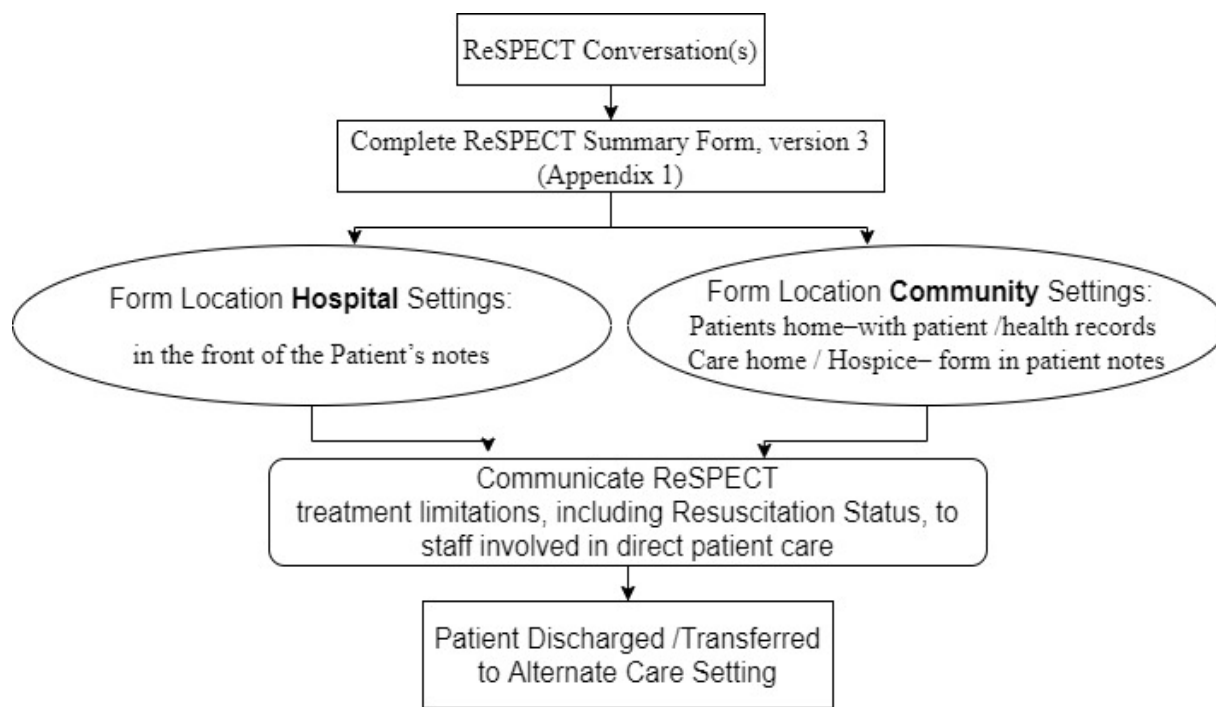 ReSPECT Conversation(s)
Complete ReSPECT Summary Form, version 3
(Appendix 1)
Form Location Hospital Settings:
in the front of the Patient's notes
Form Location Community Settings:
Patients home–with patient /health records
Care home / Hospice– form in patient notes
Communicate ReSPECT
treatment limitations, including Resuscitation Status, to
staff involved in direct patient care
Patient Discharged /Transferred
to Alternate Care Setting